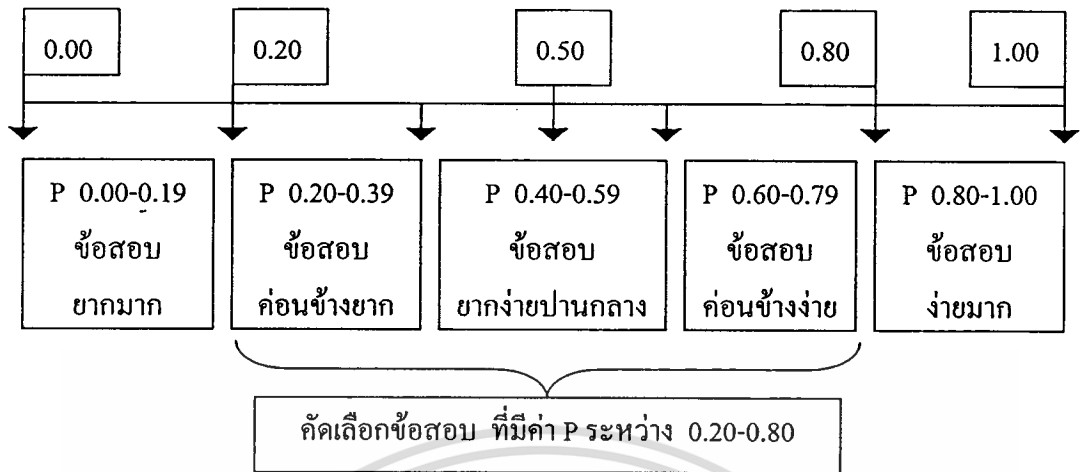 0.00
0.20
0.50
0.80
1.00
P 0.00-0.19
ข้อสอบ
ยากมาก
P 0.20-0.39
ข้อสอบ
ค่อนข้างยาก
P 0.40-0.59
ข้อสอบ
ยากง่ายปานกลาง
P 0.60-0.79
ข้อสอบ
ค่อนข้างง่าย
P 0.80-1.00
ข้อสอบ
ง่ายมาก
คัดเลือกข้อสอบ ที่มีค่า P ระหว่าง 0.20-0.80